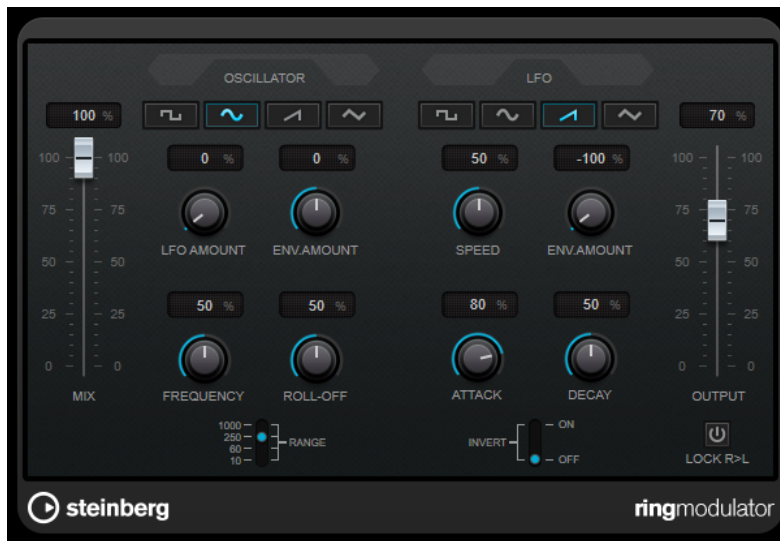 OSCILLATOR LFO
100 % 70 %
0 % 0 % 50 % -100 %
100 100 100 100
75 75 75 75
LFO AMOUNT ENV.AMOUNT SPEED ENV.AMOUNT
50 50 50 50
50 % 50 % 80 % 50 %
25 25 25 25
0 0 0 0
MIX FREQUENCY ROLL-OFF ATTACK DECAY OUTPUT
1000
250
60
10
RANGE
INVERT
ON
OFF
LOCK R>L
steinberg ringmodulator